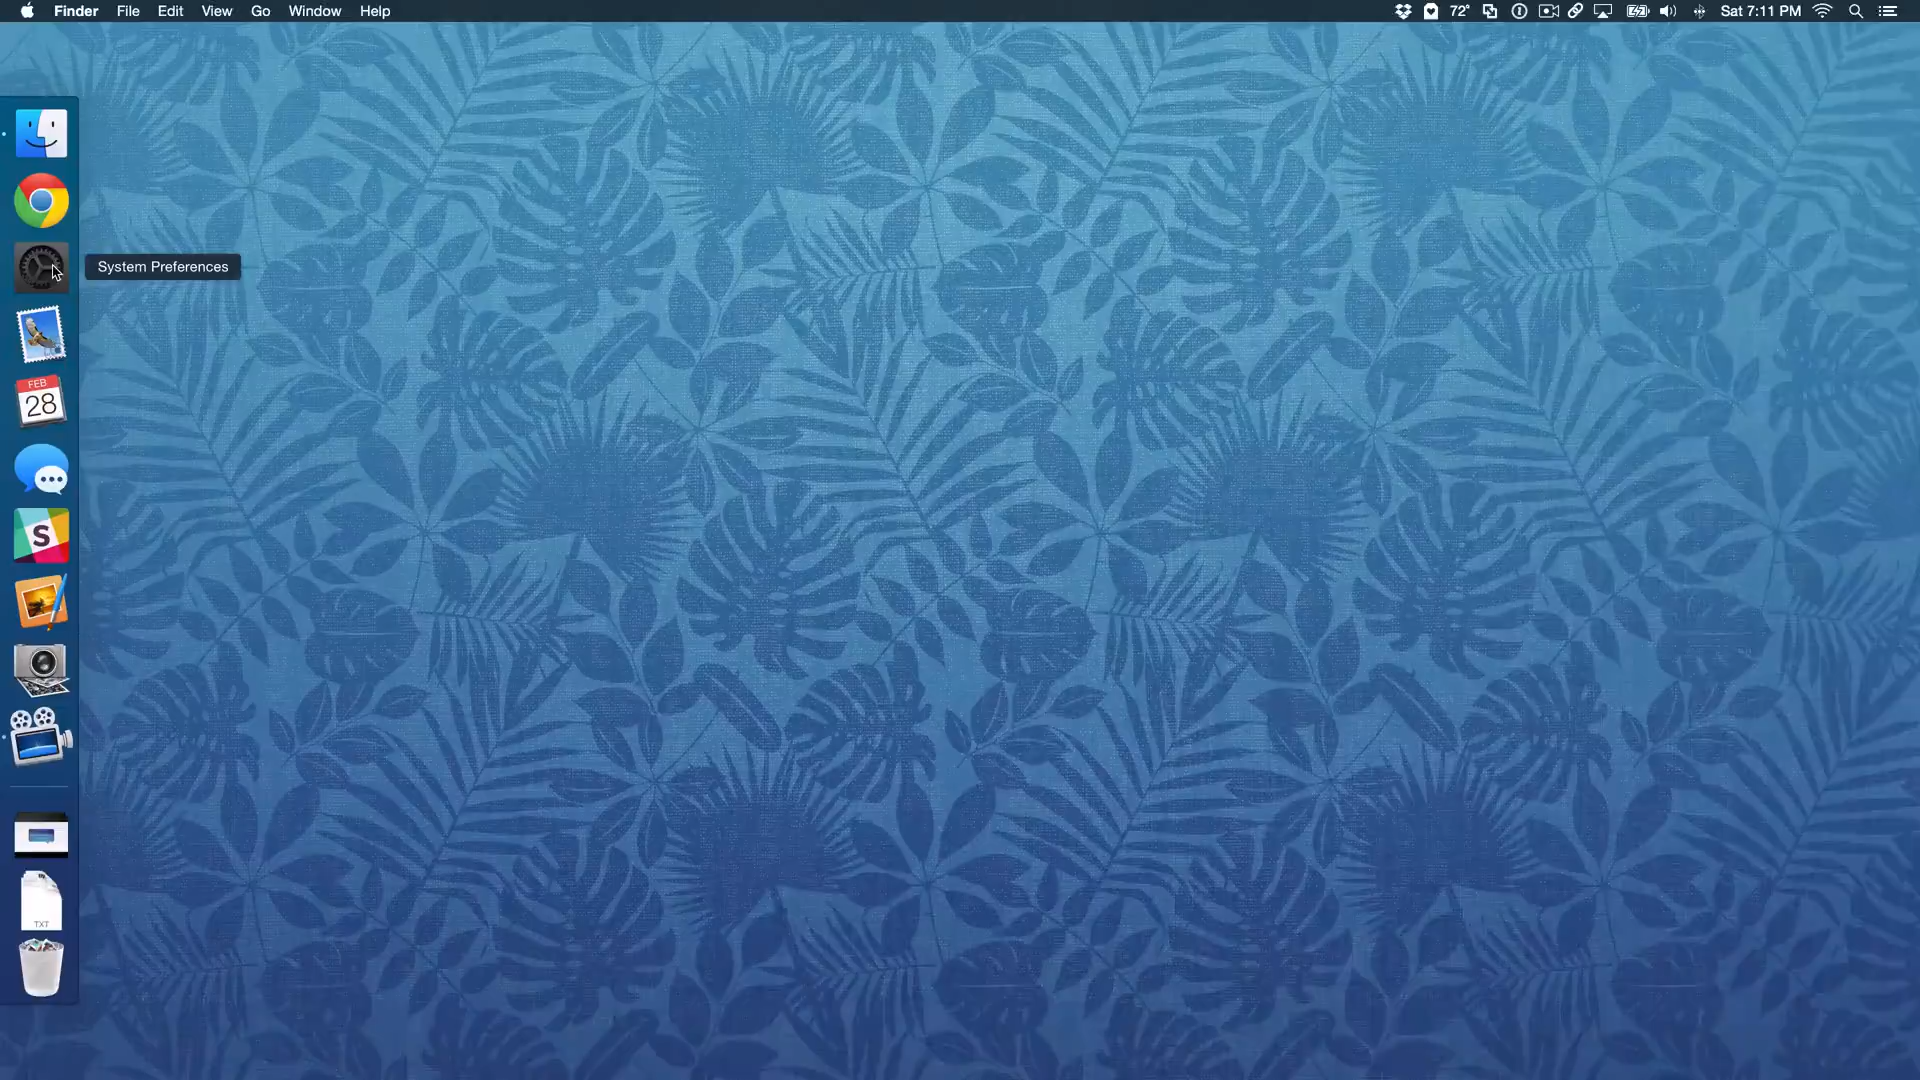 Finder File Edit View Go Window Help 72° Sat 7:11 PM
System Preferences
FEB
28
S
TXT